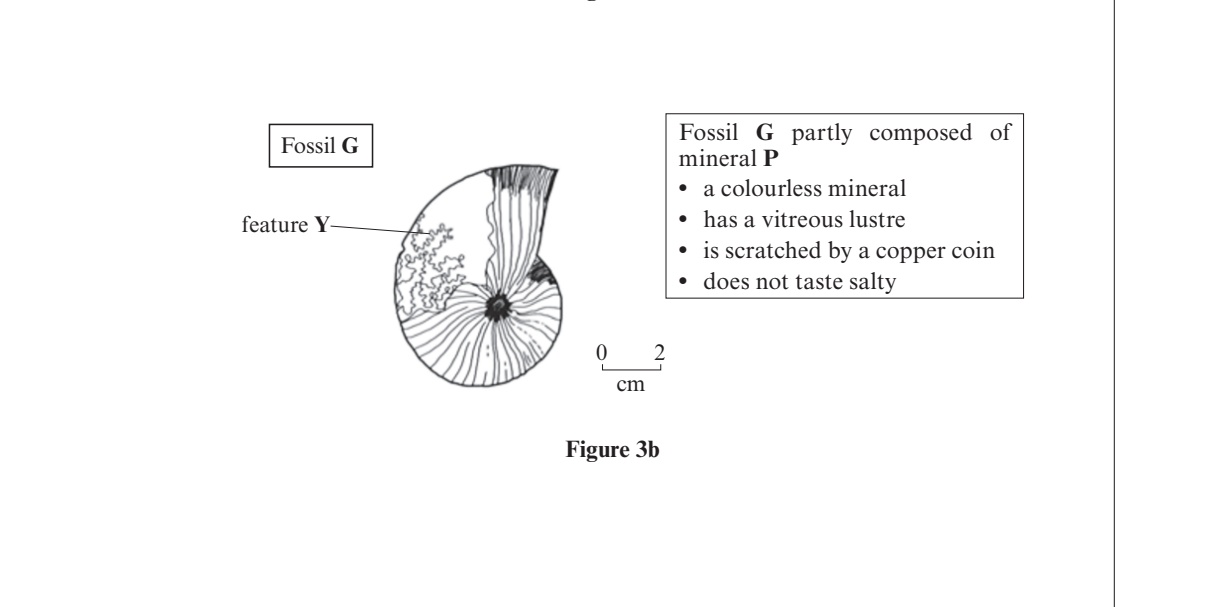 Fossil G
feature Y
Fossil G partly composed of
mineral P
• a colourless mineral
• has a vitreous lustre
• is scratched by a copper coin
• does not taste salty
0 2
cm
Figure 3b